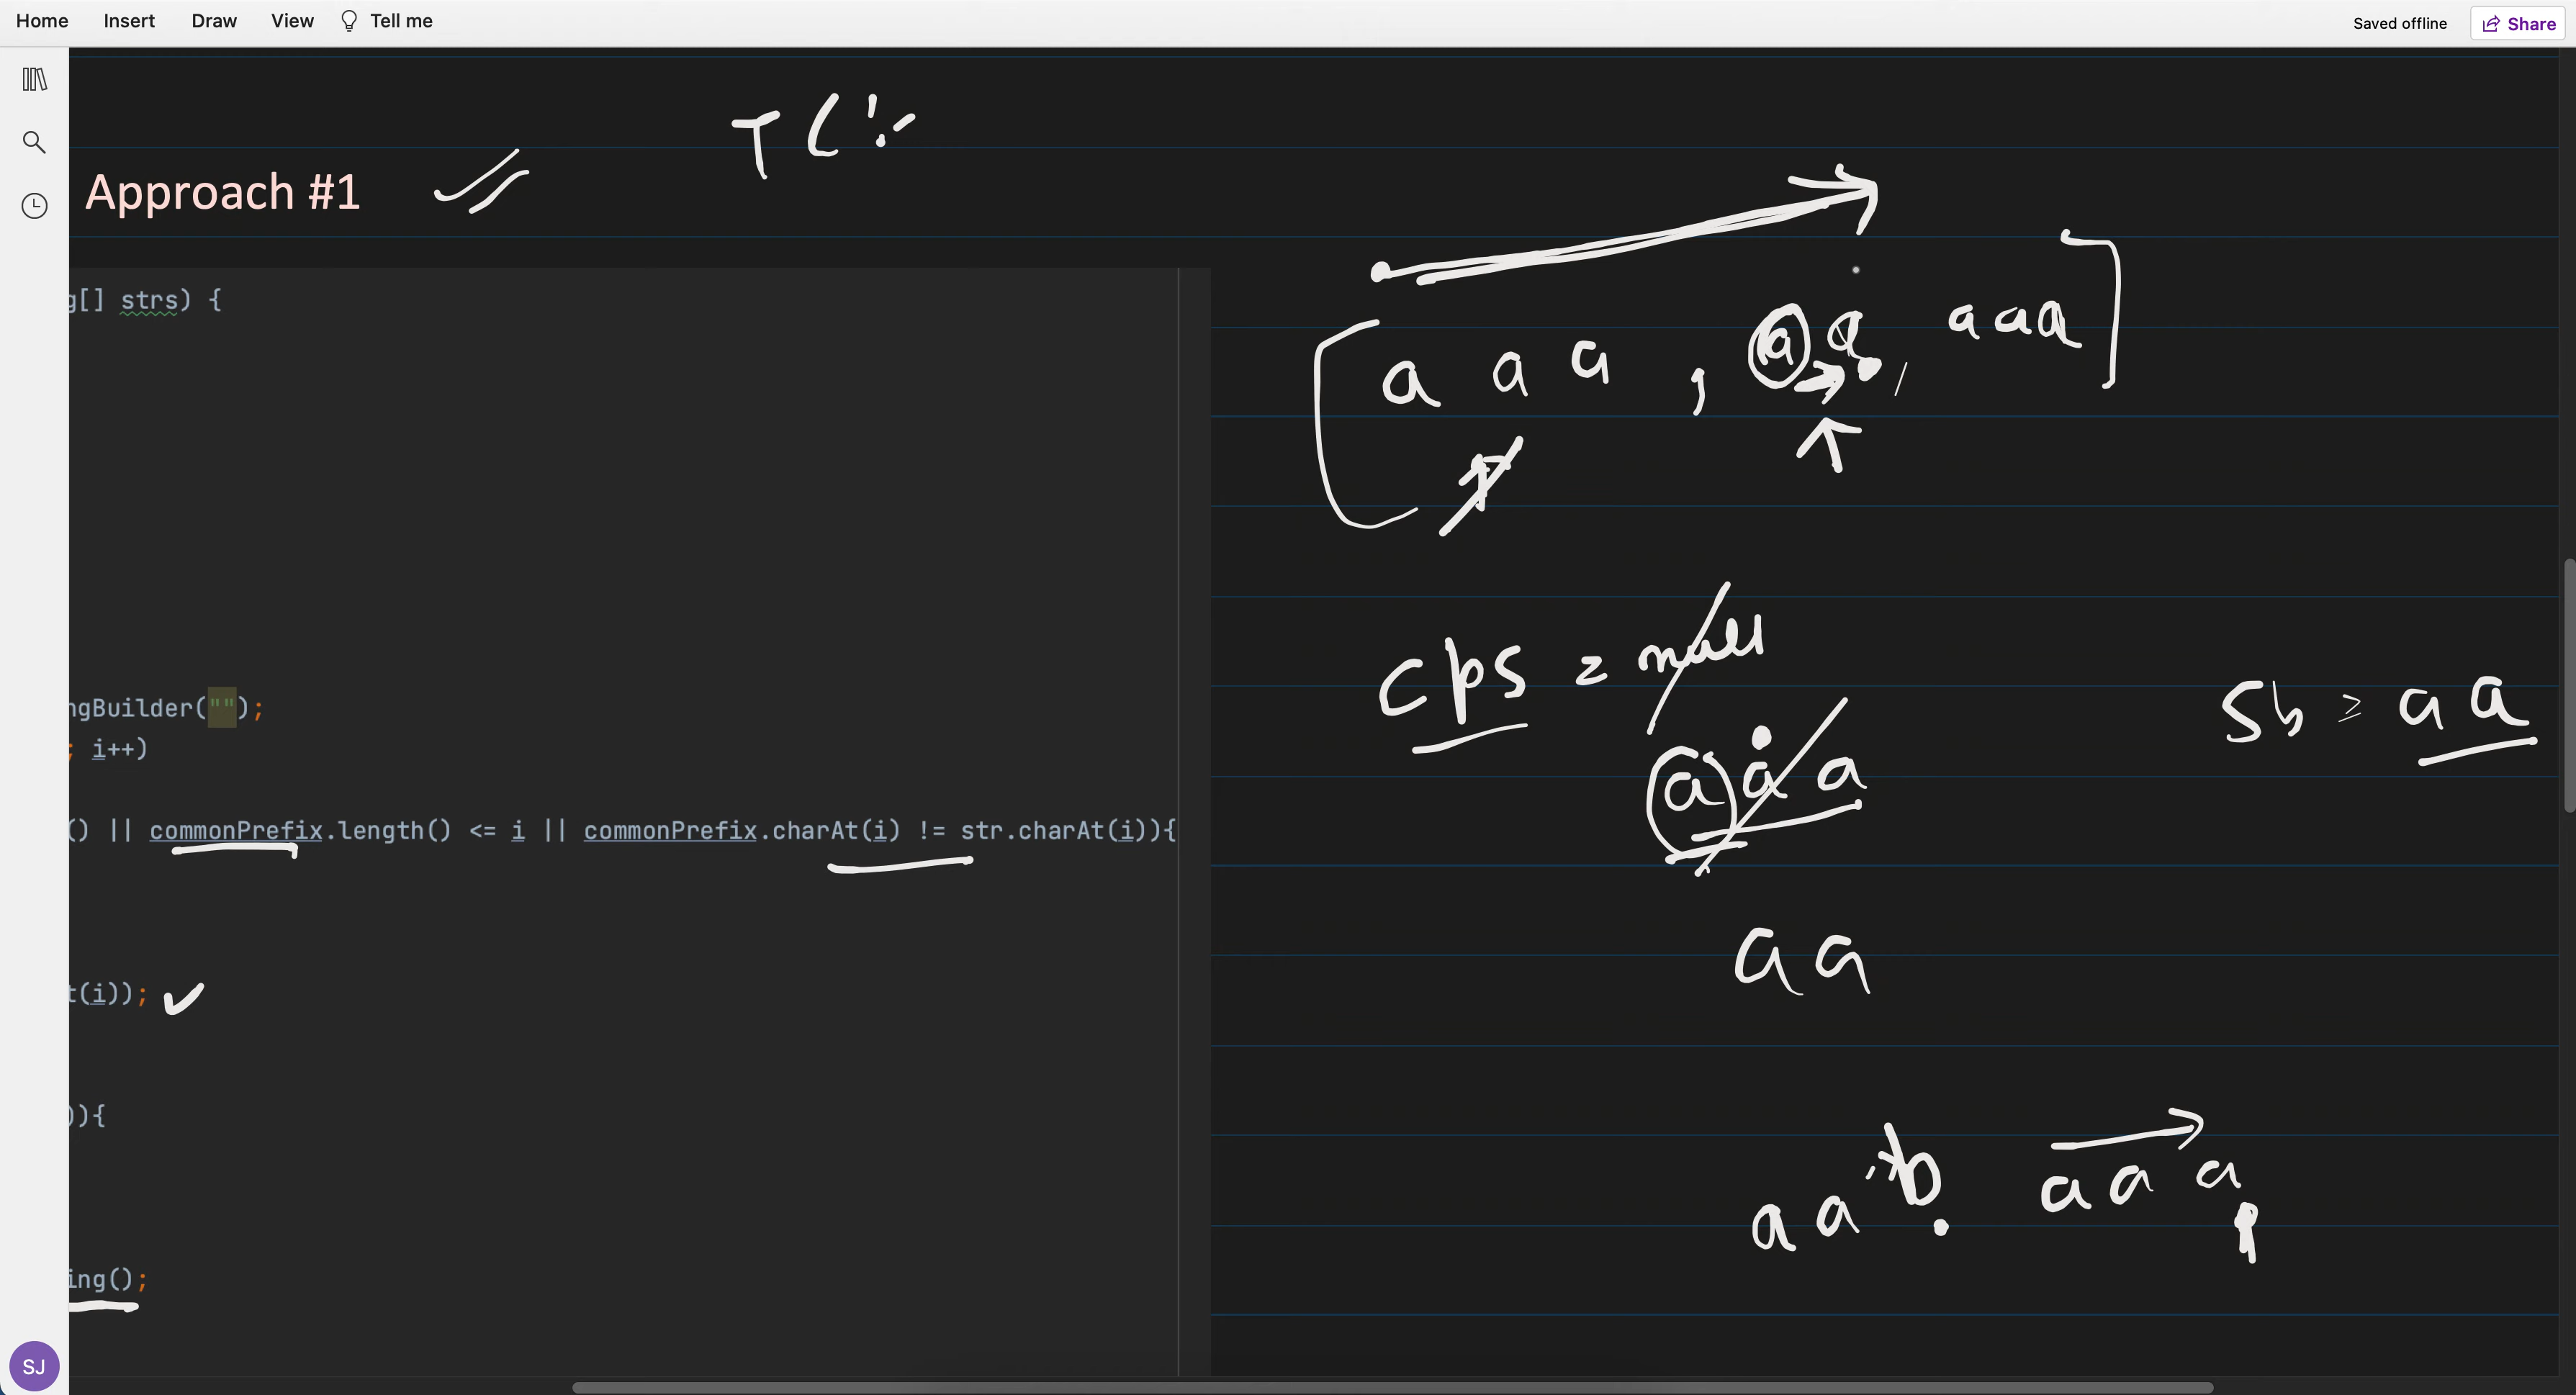 Home Insert Draw View Tell me Saved offline Share
TC :-
Approach #1
g[] strs) {
[ a a a , a a , aaa ]
cps = null
a a a
sb = a a
ngBuilder("");
; i++)
() || commonPrefix.length() <= i || commonPrefix.charAt(i) != str.charAt(i)){
a a
t(i));
)){
a a b a a a
ing();
SJ